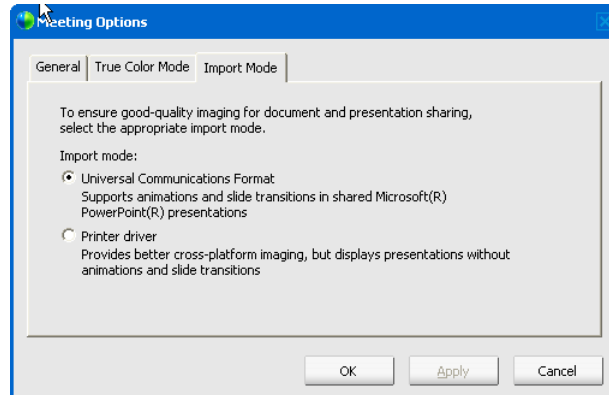 Meeting Options
General True Color Mode Import Mode
To ensure good-quality imaging for document and presentation sharing,
select the appropriate import mode.
Import mode:
Universal Communications Format
Supports animations and slide transitions in shared Microsoft(R)
PowerPoint(R) presentations
Printer driver
Provides better cross-platform imaging, but displays presentations without
animations and slide transitions
OK Apply Cancel